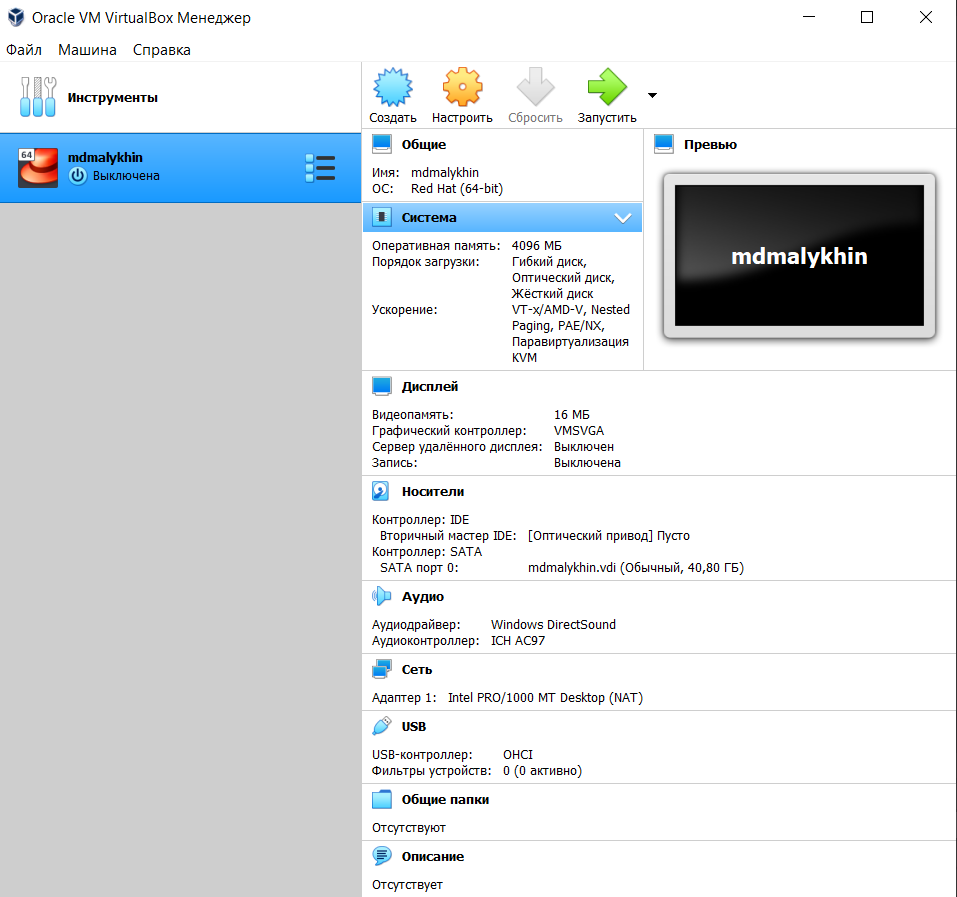 Oracle VM VirtualBox Менеджер
Файл Машина Справка
Инструменты
64
mdmalykhin
Выключена
Создать Настроить Сбросить Запустить
Общие
Имя: mdmalykhin
ОС: Red Hat (64-bit)
Превью
mdmalykhin
Система
Оперативная память: 4096 МБ
Порядок загрузки: Гибкий диск,
Оптический диск,
Жёсткий диск
Ускорение: VT-x/AMD-V, Nested
Paging, PAE/NX,
Паравиртуализация
KVM
Дисплей
Видеопамять: 16 МБ
Графический контроллер: VMSVGA
Сервер удалённого дисплея: Выключен
Запись: Выключена
Носители
Контроллер: IDE
Вторичный мастер IDE: [Оптический привод] Пусто
Контроллер: SATA
SATA порт 0: mdmalykhin.vdi (Обычный, 40,80 ГБ)
Аудио
Аудиодрайвер: Windows DirectSound
Аудиоконтроллер: ICH AC97
Сеть
Адаптер 1: Intel PRO/1000 MT Desktop (NAT)
USB
USB-контроллер: OHCI
Фильтры устройств: 0 (0 активно)
Общие папки
Отсутствуют
Описание
Отсутствует